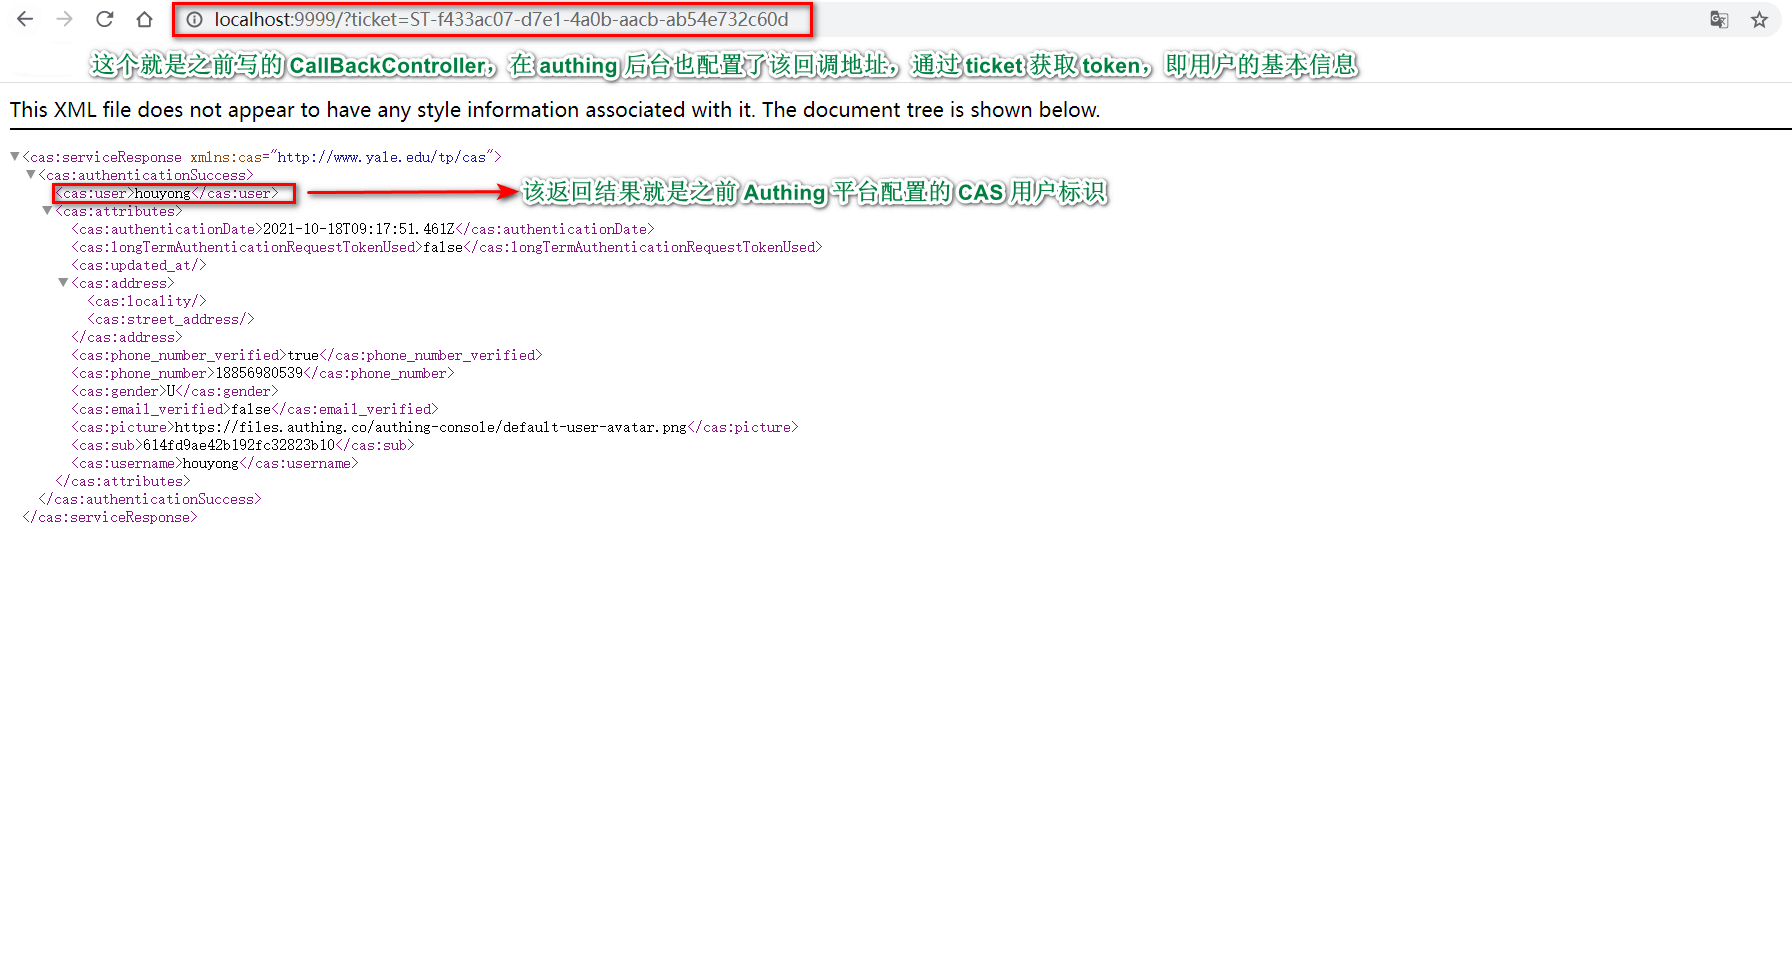 localhost:9999/?ticket=ST-f433ac07-d7e1-4a0b-aacb-ab54e732c60d
这个就是之前写的 CallBackController，在 authing 后台也配置了该回调地址，通过 ticket 获取 token，即用户的基本信息
This XML file does not appear to have any style information associated with it. The document tree is shown below.
<cas:serviceResponse xmlns:cas="http://www.yale.edu/tp/cas">
<cas:authenticationSuccess>
<cas:user>houyong</cas:user> 该返回结果就是之前 Authing 平台配置的 CAS 用户标识
<cas:attributes>
<cas:authenticationDate>2021-10-18T09:17:51.461Z</cas:authenticationDate>
<cas:longTermAuthenticationRequestTokenUsed>false</cas:longTermAuthenticationRequestTokenUsed>
<cas:updated_at/>
<cas:address>
<cas:locality/>
<cas:street_address/>
</cas:address>
<cas:phone_number_verified>true</cas:phone_number_verified>
<cas:phone_number>18856980539</cas:phone_number>
<cas:gender>U</cas:gender>
<cas:email_verified>false</cas:email_verified>
<cas:picture>https://files.authing.co/authing-console/default-user-avatar.png</cas:picture>
<cas:sub>614fd9ae42b192fc32823b10</cas:sub>
<cas:username>houyong</cas:username>
</cas:attributes>
</cas:authenticationSuccess>
</cas:serviceResponse>